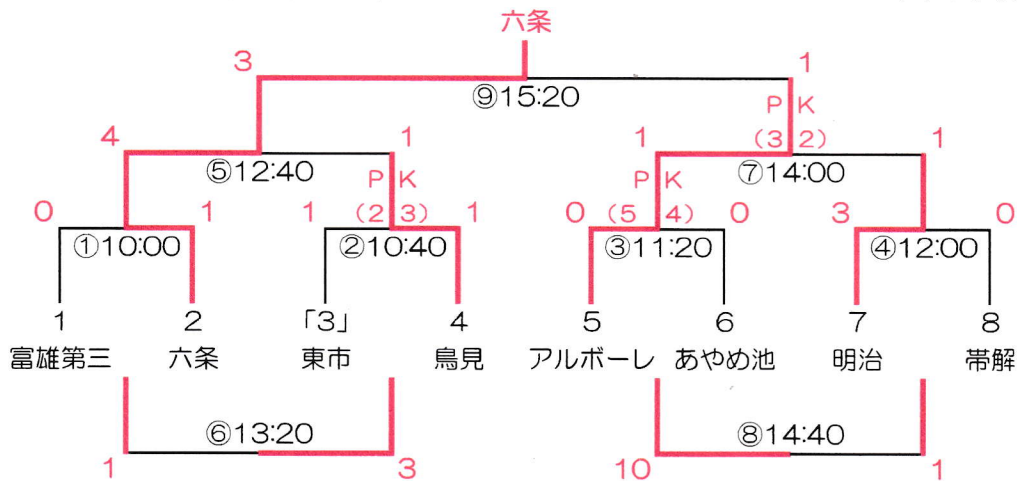 六条
3 1
⑨15:20
P K
4 1 1 (3 2) 1
⑤12:40 ⑦14:00
P K P K
0 1 1 (2 3) 1 0 (5 4) 0 3 0
①10:00 ②10:40 ③11:20 ④12:00
1 2 「3」 4 5 6 7 8
富雄第三 六条 東市 鳥見 アルボーレ あやめ池 明治 帯解
⑥13:20 ⑧14:40
1 3 10 1